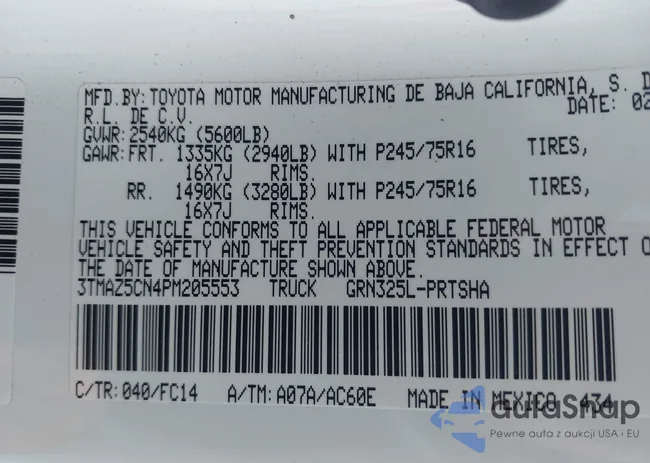 MFD.BY:TOYOTA MOTOR MANUFACTURING DE BAJA CALIFORNIA, S. D
R.L. DE C.V. DATE: 02
GVWR:2540KG (5600LB)
GAWR:FRT. 1335KG (2940LB) WITH P245/75R16 TIRES,
16X7J RIMS.
RR. 1490KG (3280LB) WITH P245/75R16 TIRES,
16X7J RIMS.
THIS VEHICLE CONFORMS TO ALL APPLICABLE FEDERAL MOTOR
VEHICLE SAFETY AND THEFT PREVENTION STANDARDS IN EFFECT O
THE DATE OF MANUFACTURE SHOWN ABOVE.
3TMAZ5CN4PM205553 TRUCK GRN325L-PRTSHA
C/TR:040/FC14 A/TM:A07A/AC60E MADE IN MEXICO 434
autaSnap
Pewne auta z aukcji USA i EU